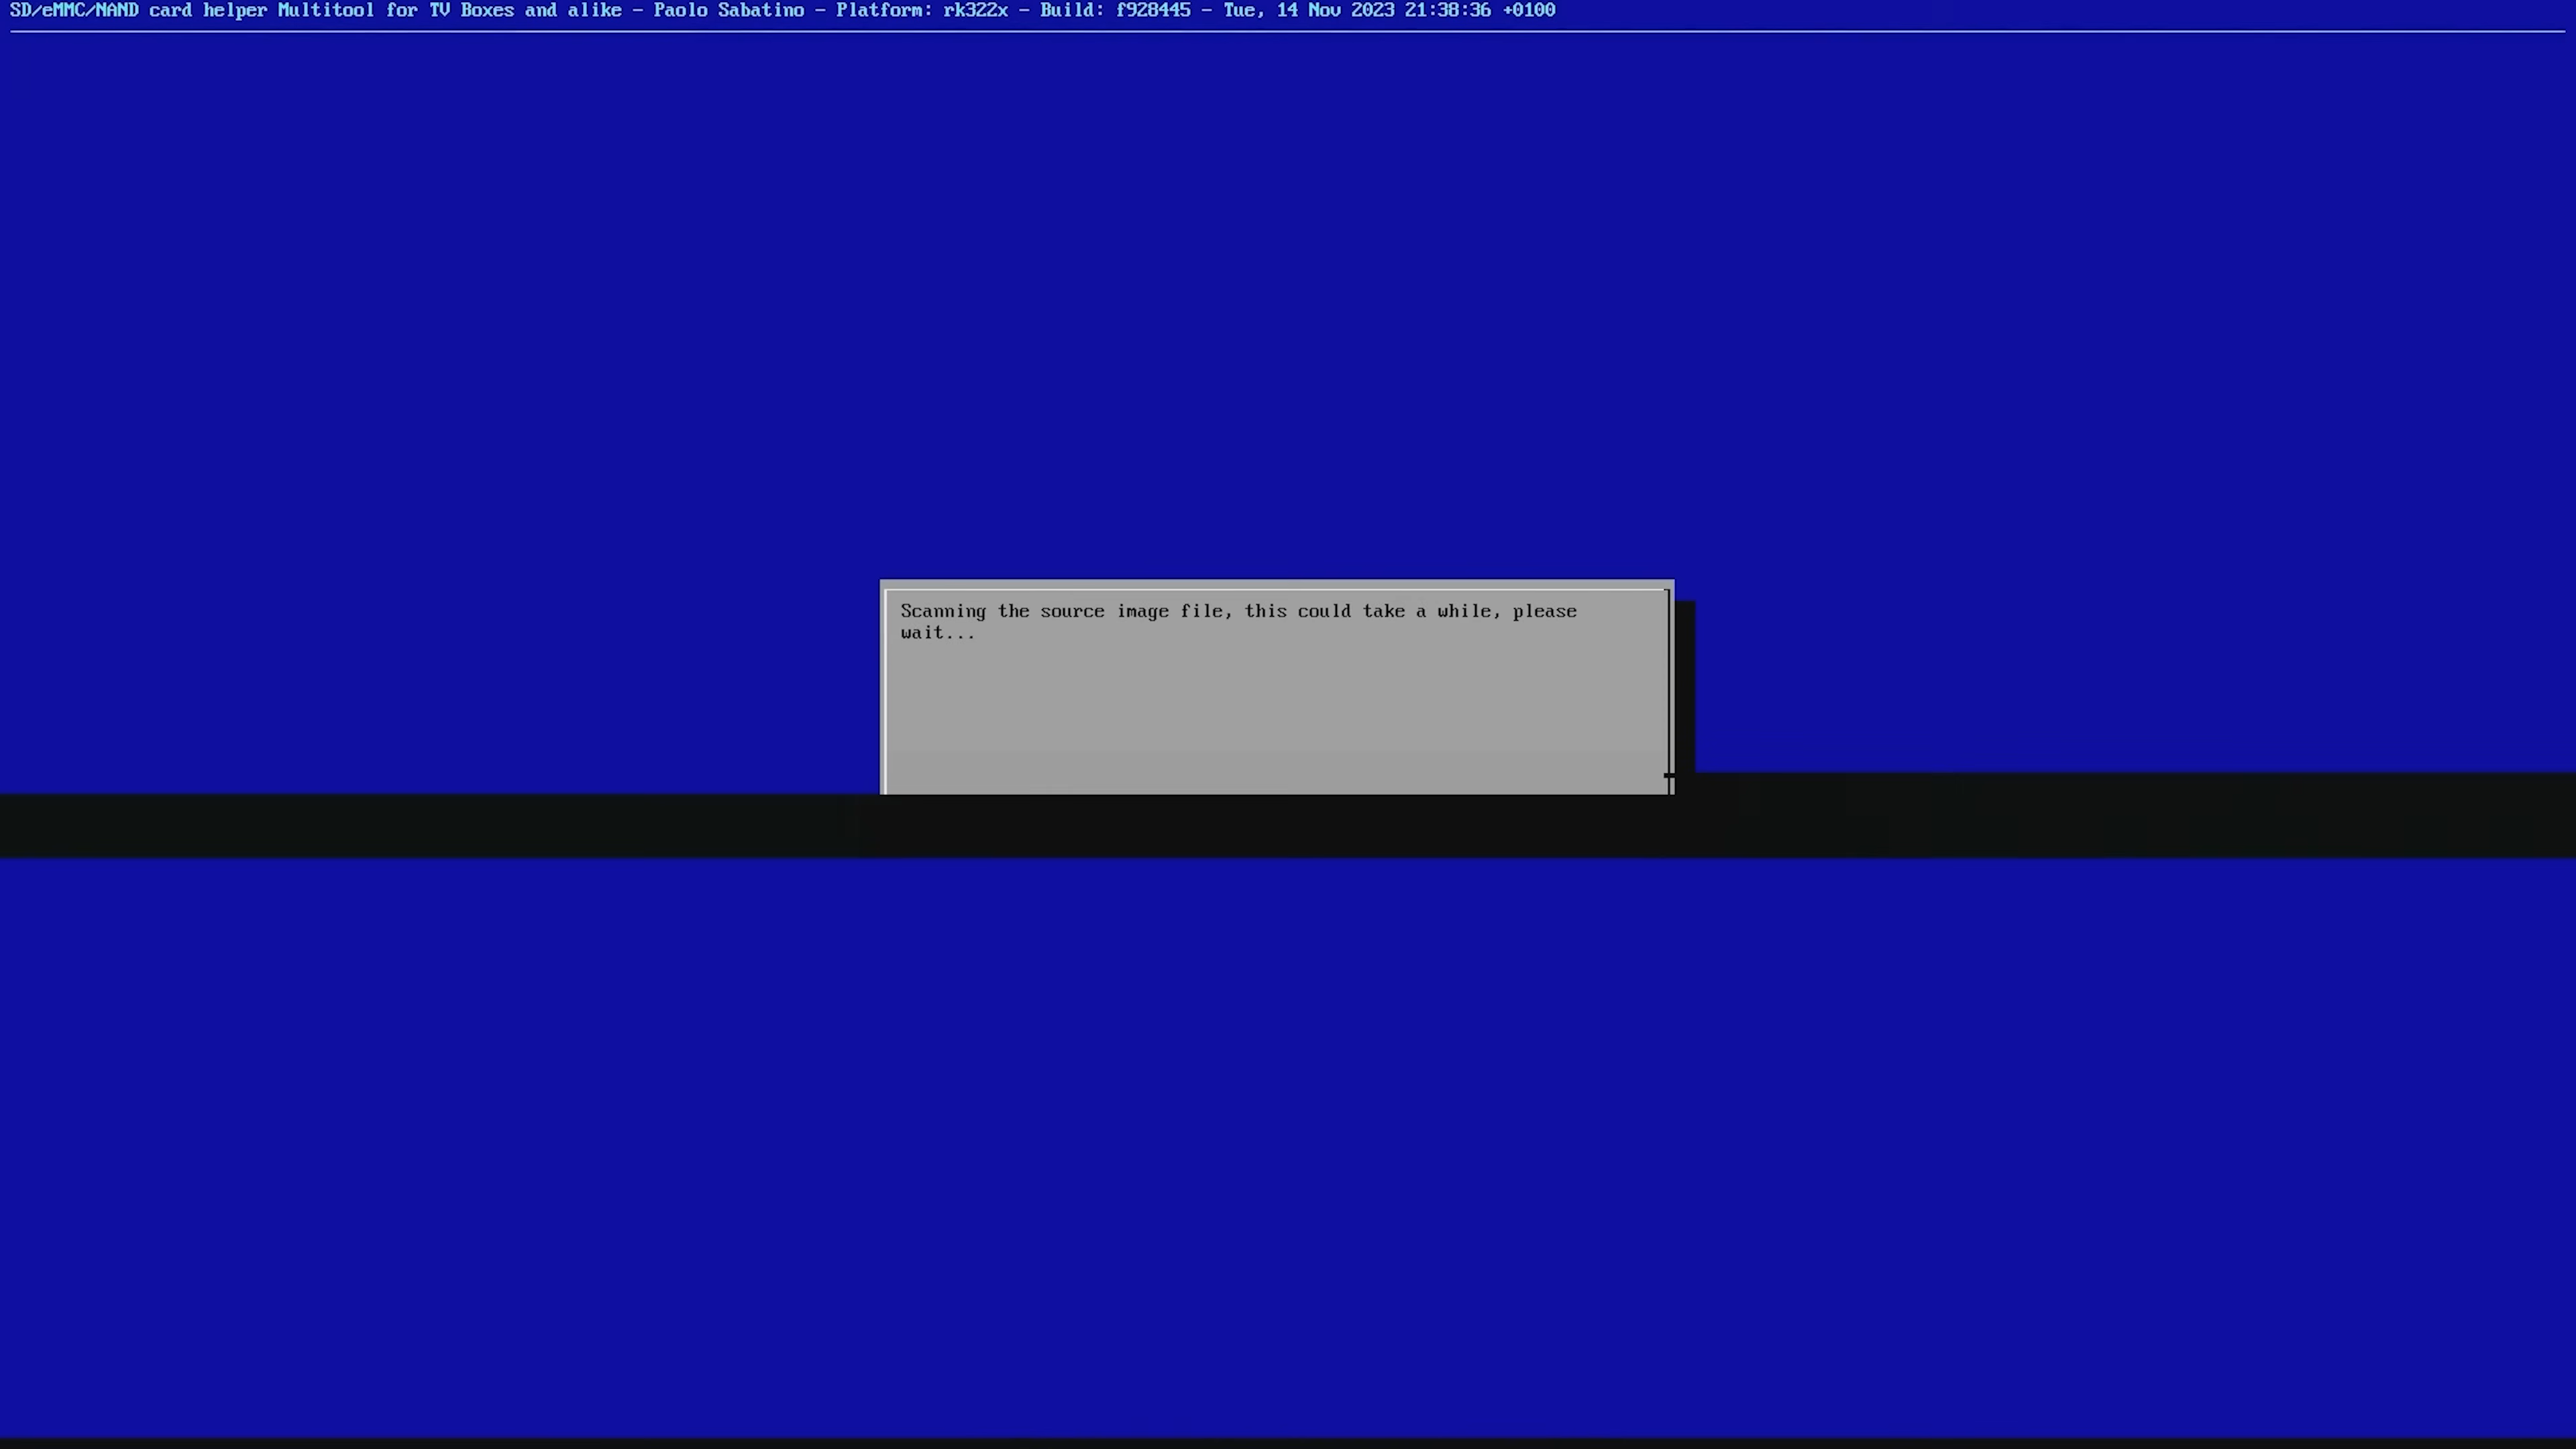 SD/eMMC/NAND card helper Multitool for TV Boxes and alike - Paolo Sabatino - Platform: rk322x - Build: f928445 - Tue, 14 Nov 2023 21:38:36 +0100
Scanning the source image file, this could take a while, please
wait...